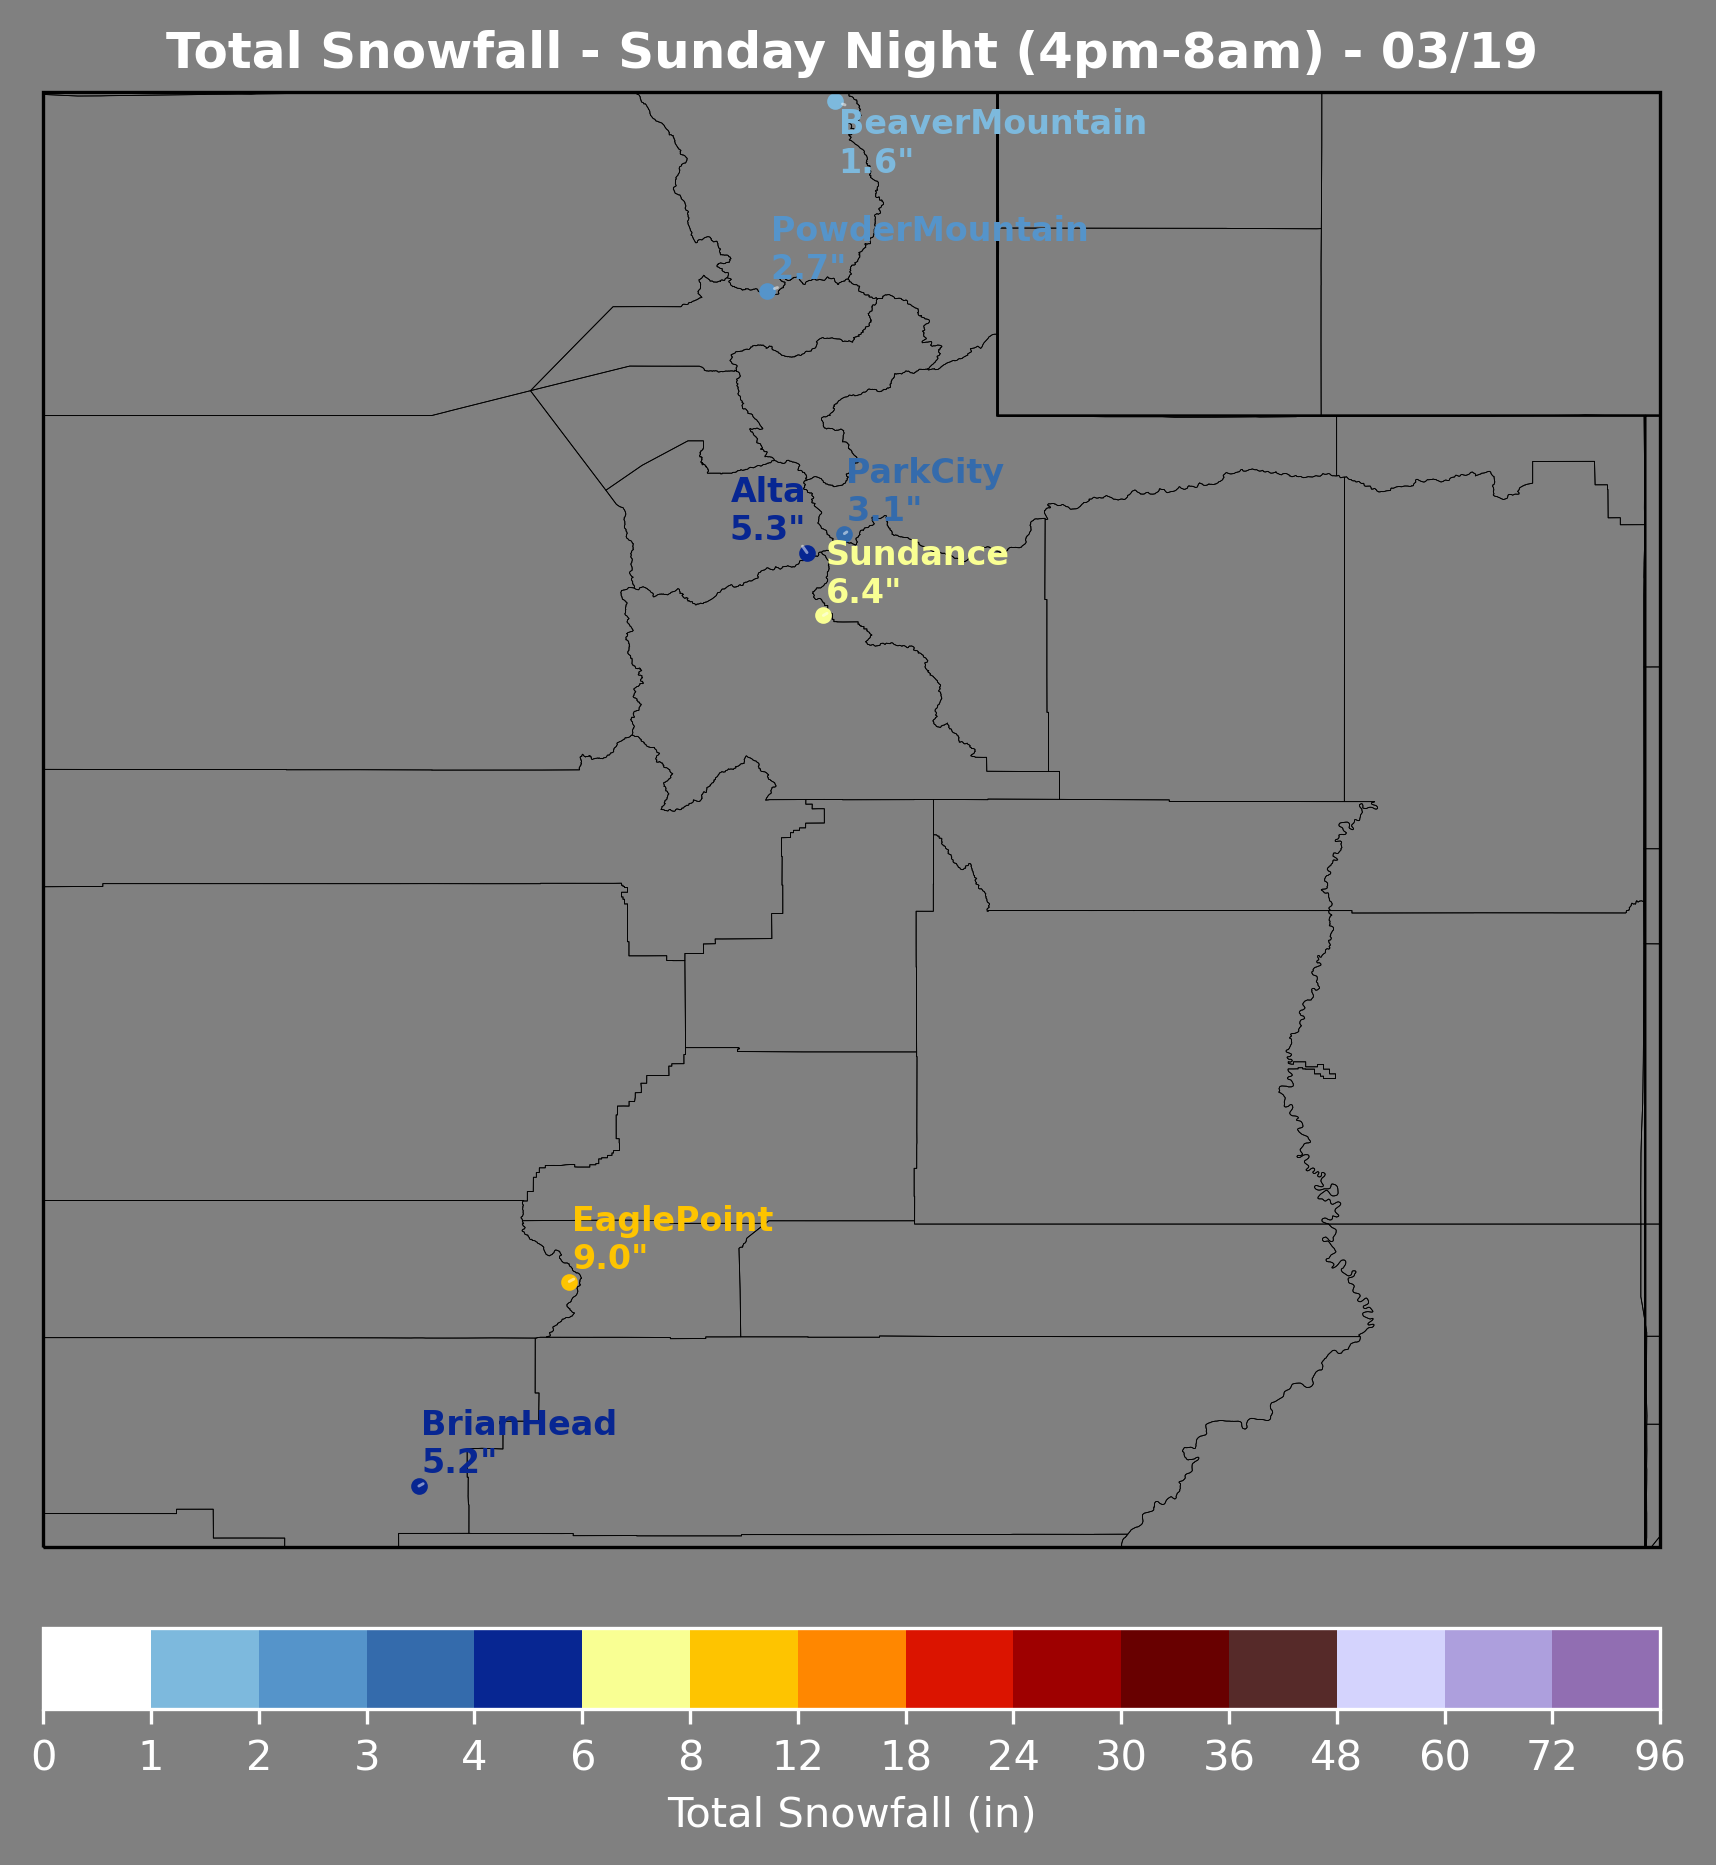 Total Snowfall - Sunday Night (4pm-8am) - 03/19
BeaverMountain
1.6"
PowderMountain
2.7"
ParkCity
3.1"
Alta
5.3"
Sundance
6.4"
EaglePoint
9.0"
BrianHead
5.2"
0 1 2 3 4 6 8 12 18 24 30 36 48 60 72 96
Total Snowfall (in)